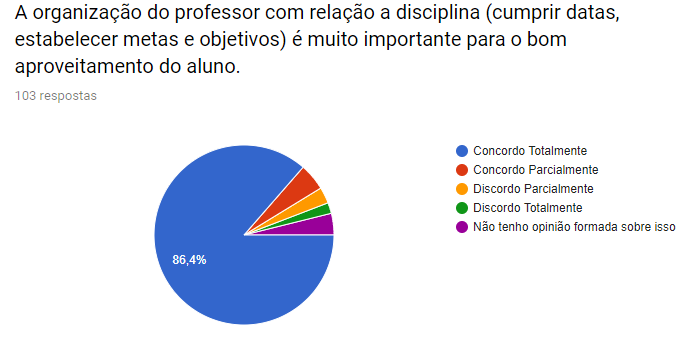 A organização do professor com relação a disciplina (cumprir datas,
estabelecer metas e objetivos) é muito importante para o bom
aproveitamento do aluno.
103 respostas
Concordo Totalmente
Concordo Parcialmente
Discordo Parcialmente
Discordo Totalmente
Não tenho opinião formada sobre isso
86,4%